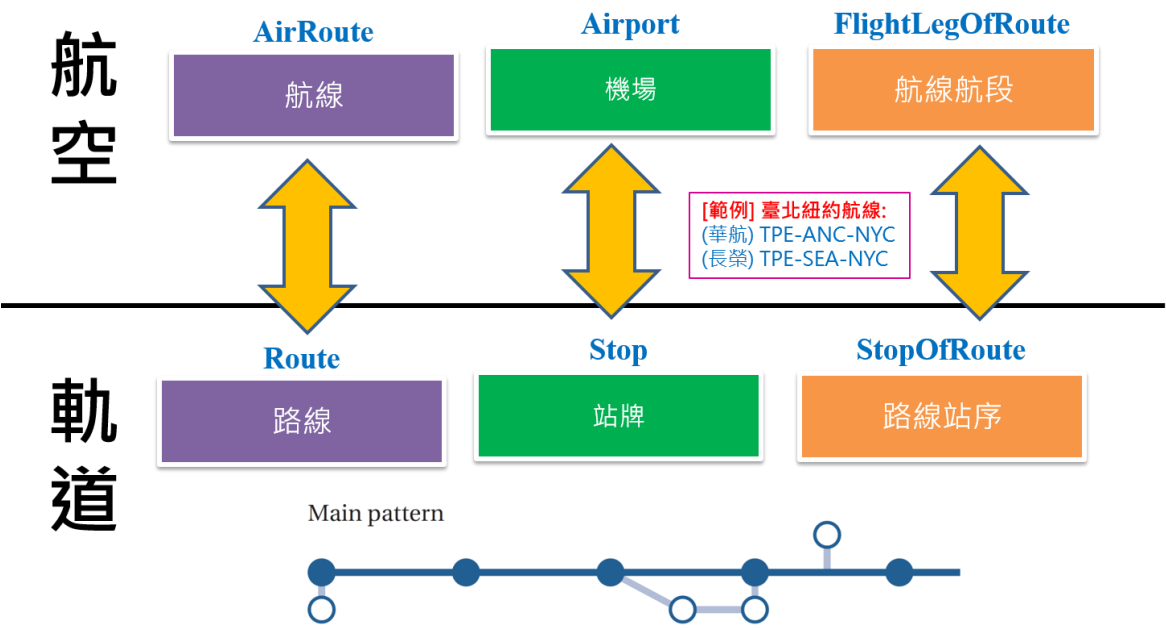 航空
AirRoute
航線
Airport
機場
FlightLegOfRoute
航線航段
[範例] 臺北紐約航線:
(華航) TPE-ANC-NYC
(長榮) TPE-SEA-NYC
軌道
Route
路線
Stop
站牌
StopOfRoute
路線站序
Main pattern